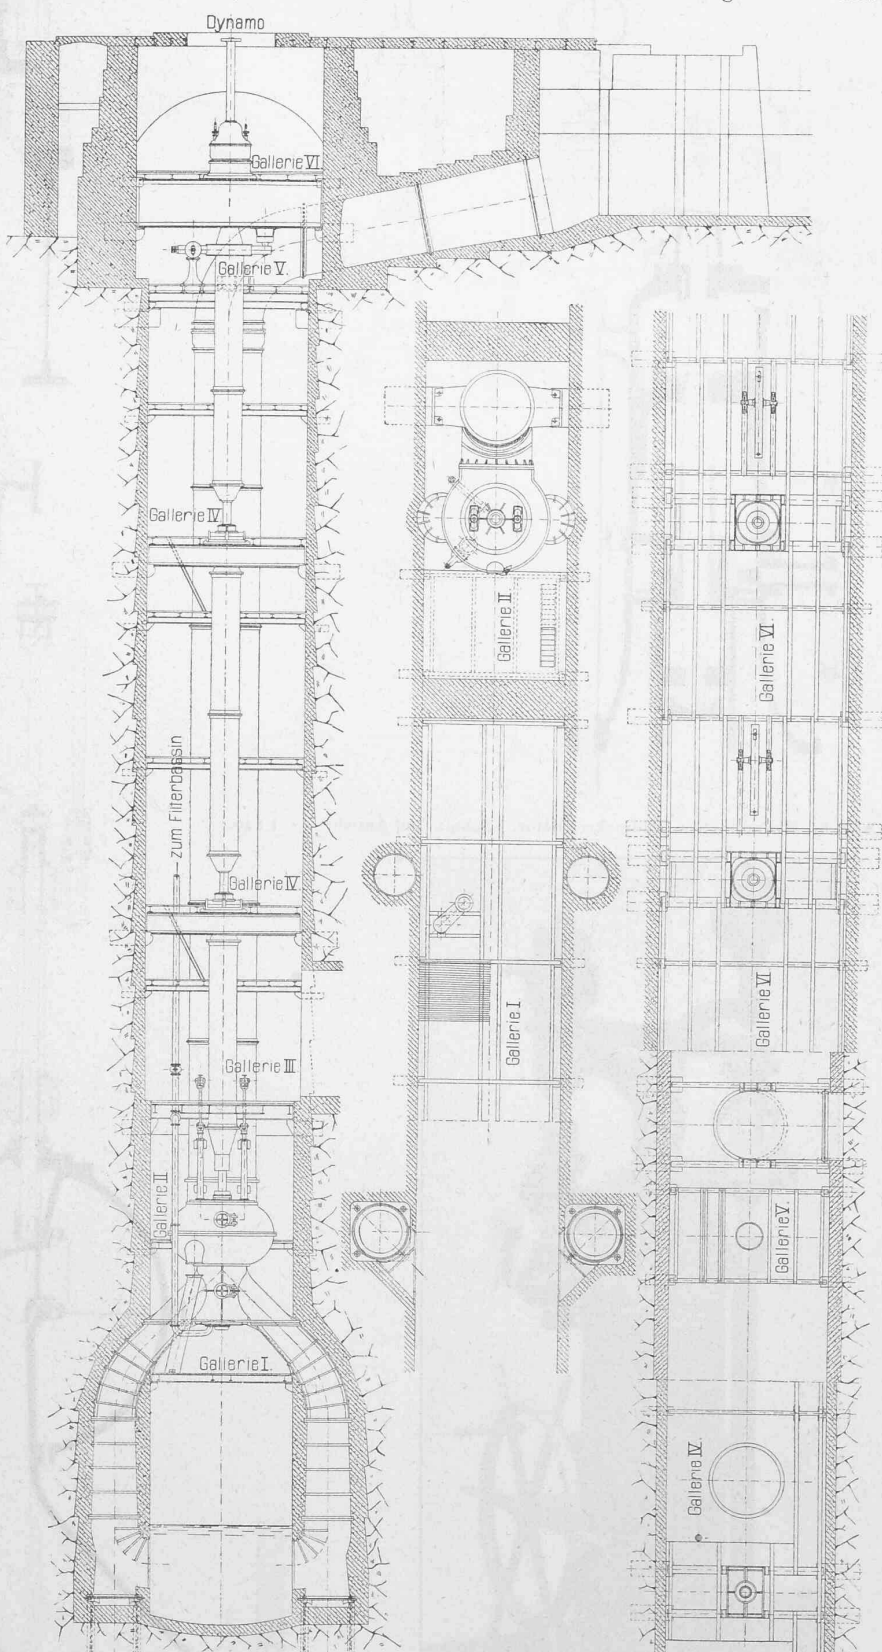 Dynamo
Gallerie VI.
Gallerie V.
Gallerie IV
zum Filterbassin
Gallerie IV.
Gallerie III.
Gallerie II
Gallerie I.
Gallerie II
Gallerie I
Gallerie VI.
Gallerie VI
Gallerie V.
Gallerie IV.